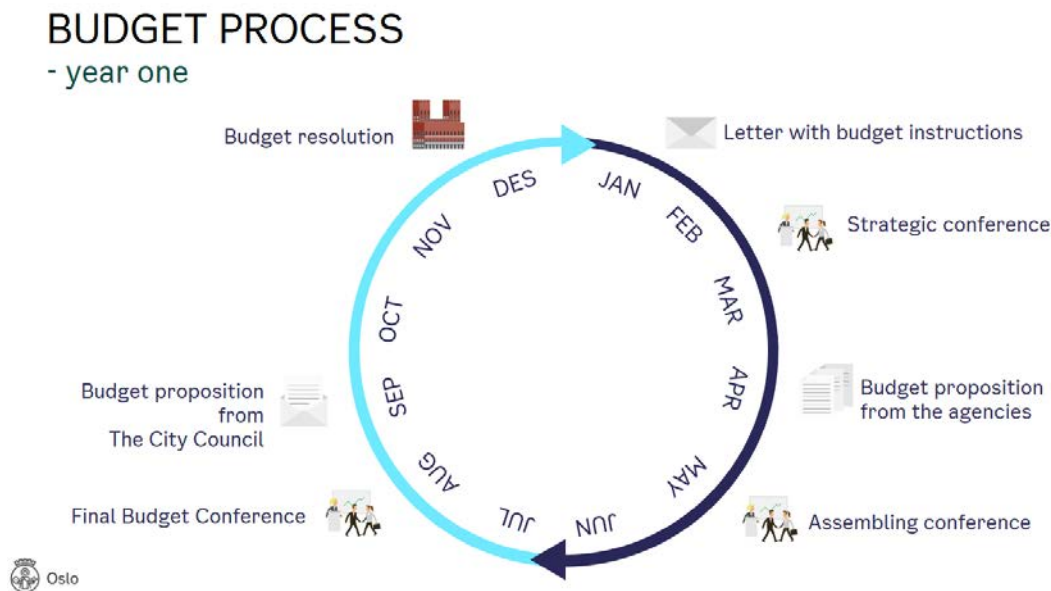 BUDGET PROCESS
- year one
Budget resolution
Letter with budget instructions
Strategic conference
Budget proposition
from the agencies
Assembling conference
Final Budget Conference
Budget proposition
from
The City Council
JAN
FEB
MAR
APR
MAY
JUN
JUL
AUG
SEP
OCT
NOV
DES
Oslo